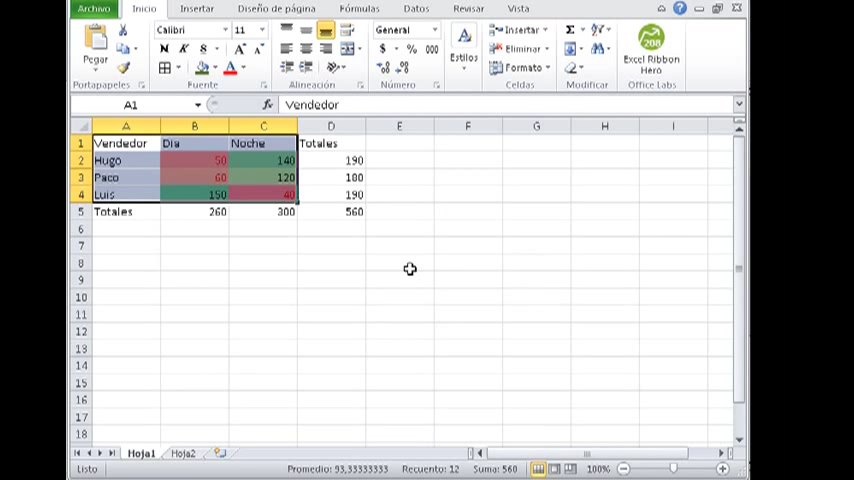 Archivo Inicio Insertar Diseño de página Fórmulas Datos Revisar Vista
Pegar
Portapapeles
Calibri 11
N K S
A A
A
Fuente
Alineación
General
$ % 000
Número
Estilos
Insertar
Eliminar
Formato
Celdas
Σ
Modificar
208
Excel Ribbon
Hero
Office Labs
A1 fx Vendedor
A B C D E F G H I
1 Vendedor Dia Noche Totales
2 Hugo 50 140 190
3 Paco 60 120 180
4 Luis 150 40 190
5 Totales 260 300 560
6
7
8
9
10
11
12
13
14
15
16
17
18
Hoja1 Hoja2
Listo Promedio: 93,33333333 Recuento: 12 Suma: 560 100%